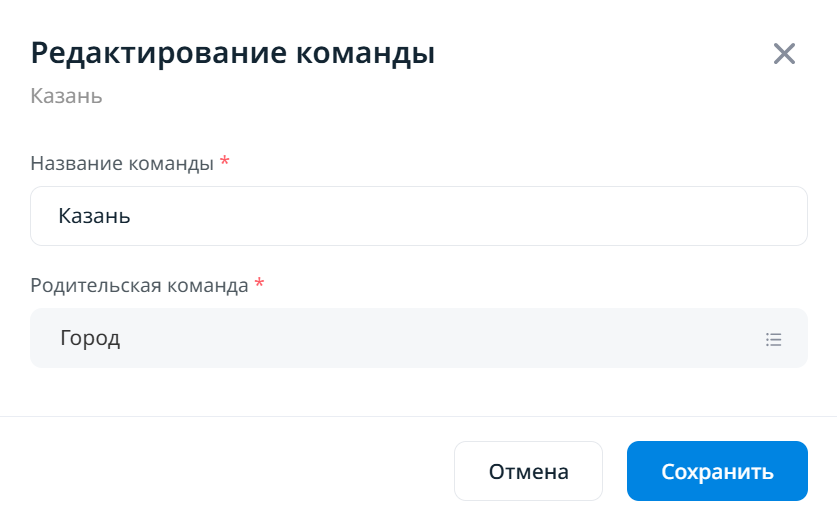 Редактирование команды
Казань
Название команды *
Казань
Родительская команда *
Город
Отмена
Сохранить